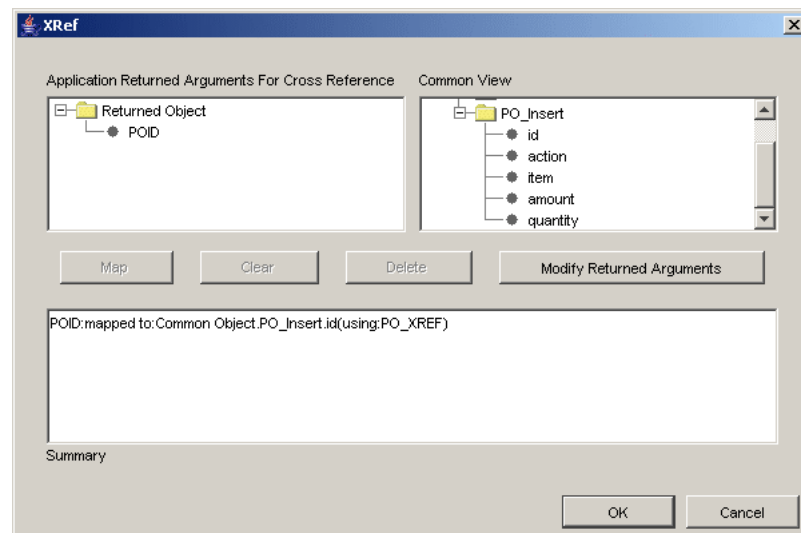 XRef
Application Returned Arguments For Cross Reference
Common View
Returned Object
POID
PO_Insert
id
action
item
amount
quantity
Map
Clear
Delete
Modify Returned Arguments
POID:mapped to:Common Object.PO_Insert.id(using:PO_XREF)
Summary
OK
Cancel